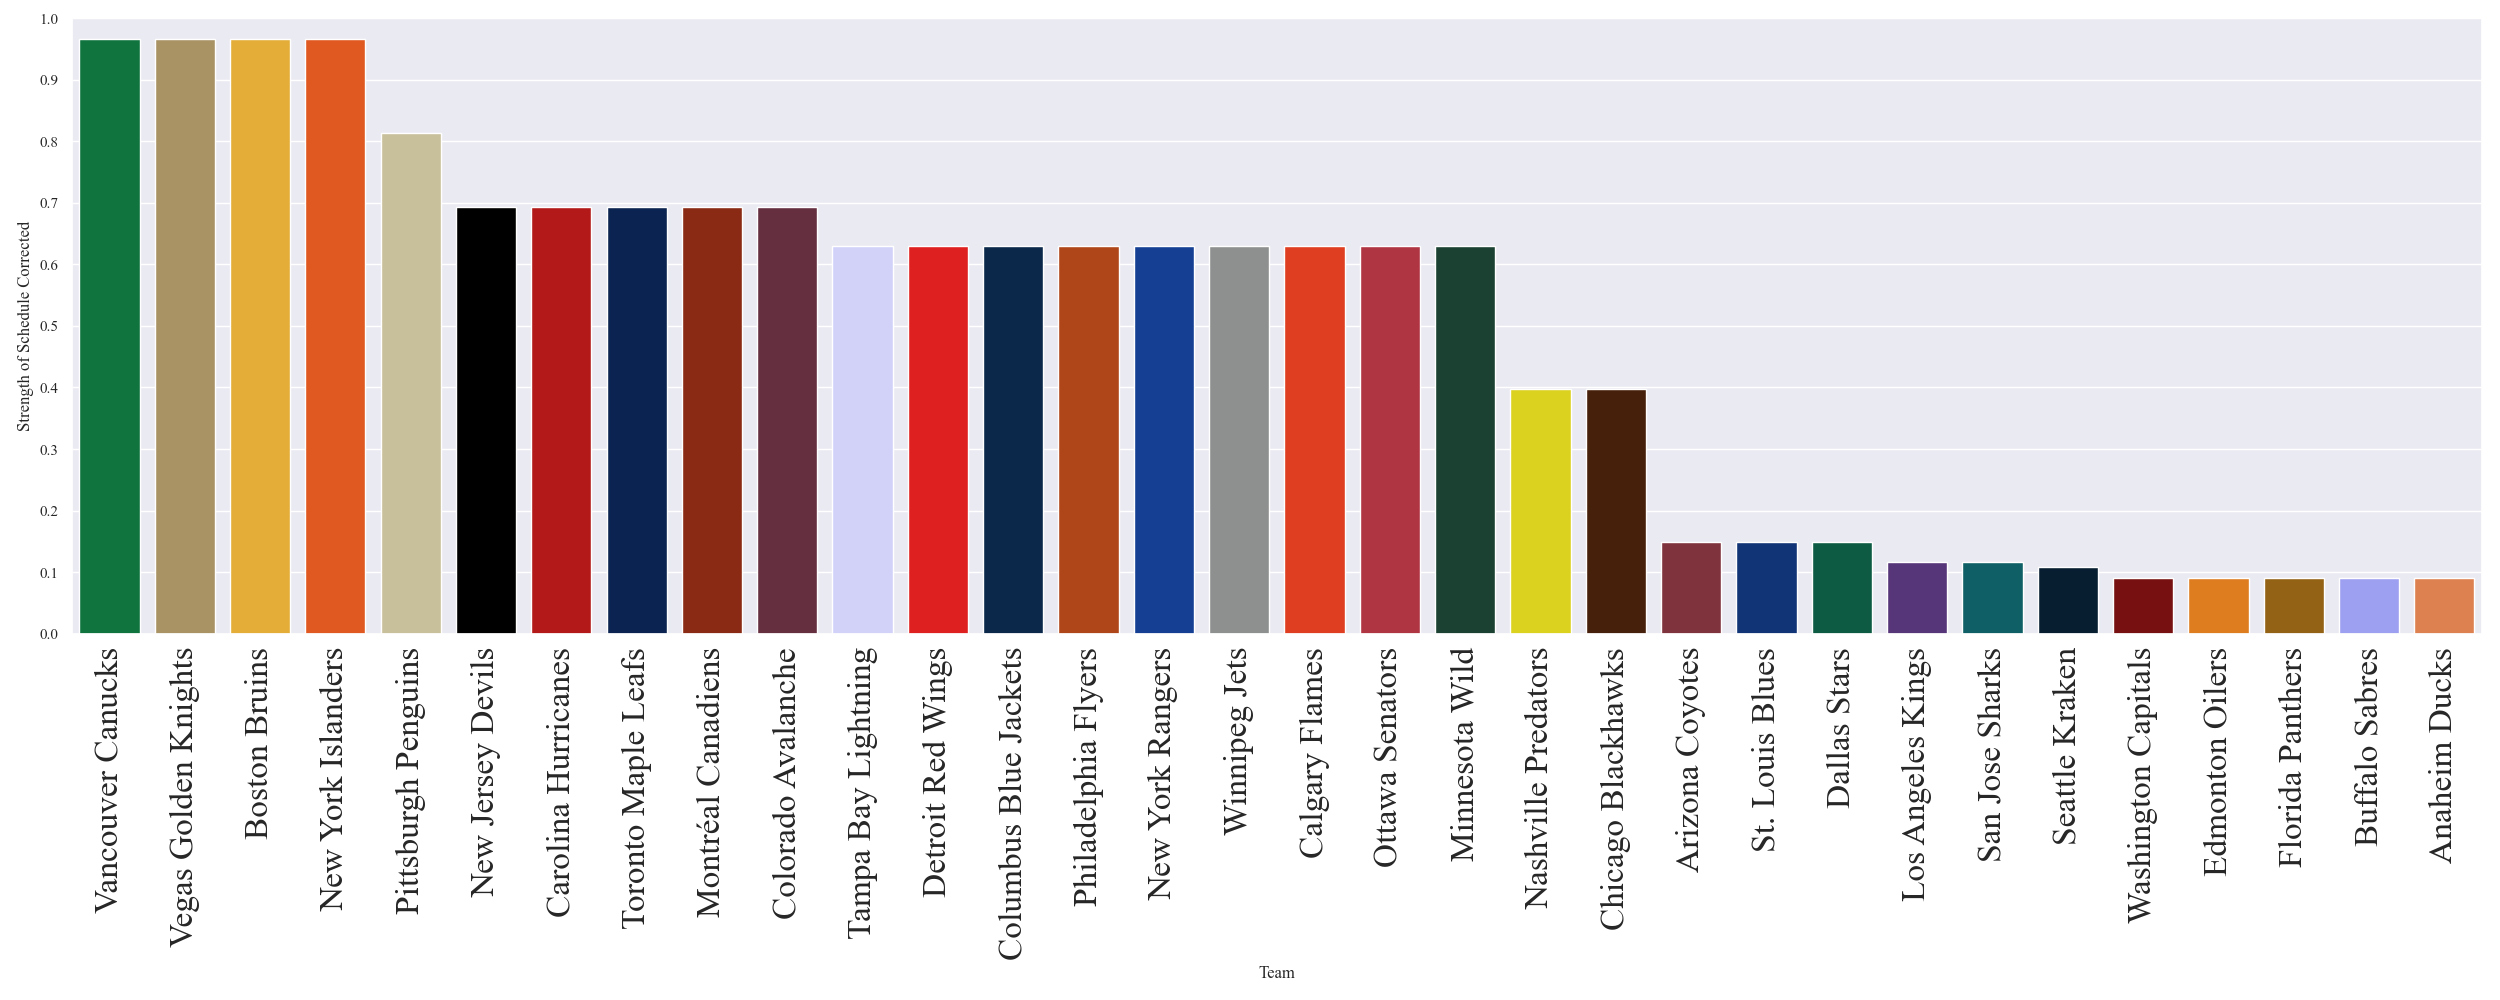 1.0
0.9
0.8
0.7
0.6
0.5
0.4
0.3
0.2
0.1
0.0
Strength of Schedule Corrected
Vancouver Canucks
Vegas Golden Knights
Boston Bruins
New York Islanders
Pittsburgh Penguins
New Jersey Devils
Carolina Hurricanes
Toronto Maple Leafs
Montréal Canadiens
Colorado Avalanche
Tampa Bay Lightning
Detroit Red Wings
Columbus Blue Jackets
Philadelphia Flyers
New York Rangers
Winnipeg Jets
Calgary Flames
Ottawa Senators
Minnesota Wild
Nashville Predators
Chicago Blackhawks
Arizona Coyotes
St. Louis Blues
Dallas Stars
Los Angeles Kings
San Jose Sharks
Seattle Kraken
Washington Capitals
Edmonton Oilers
Florida Panthers
Buffalo Sabres
Anaheim Ducks
Team